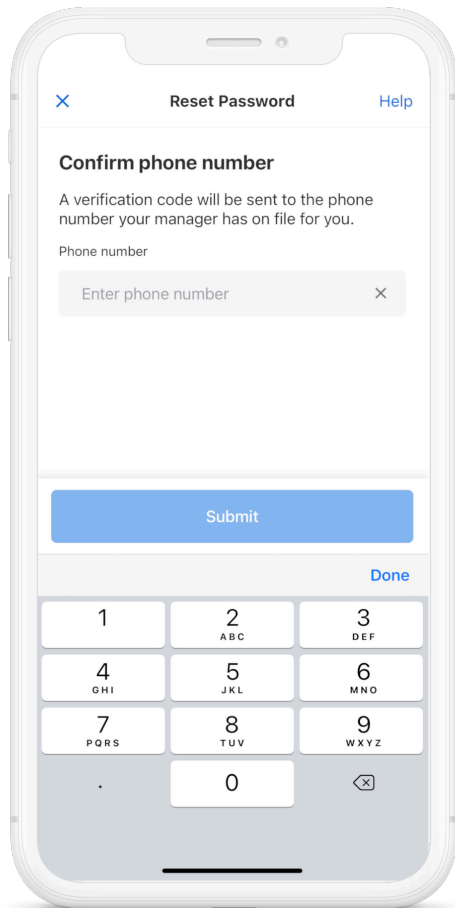 Reset Password
Help
Confirm phone number
A verification code will be sent to the phone
number your manager has on file for you.
Phone number
Enter phone number
Submit
Done
1
2
3
ABC
DEF
4
5
6
GHI
JKL
MNO
7
8
9
PQRS
TUV
WXYZ
.
0